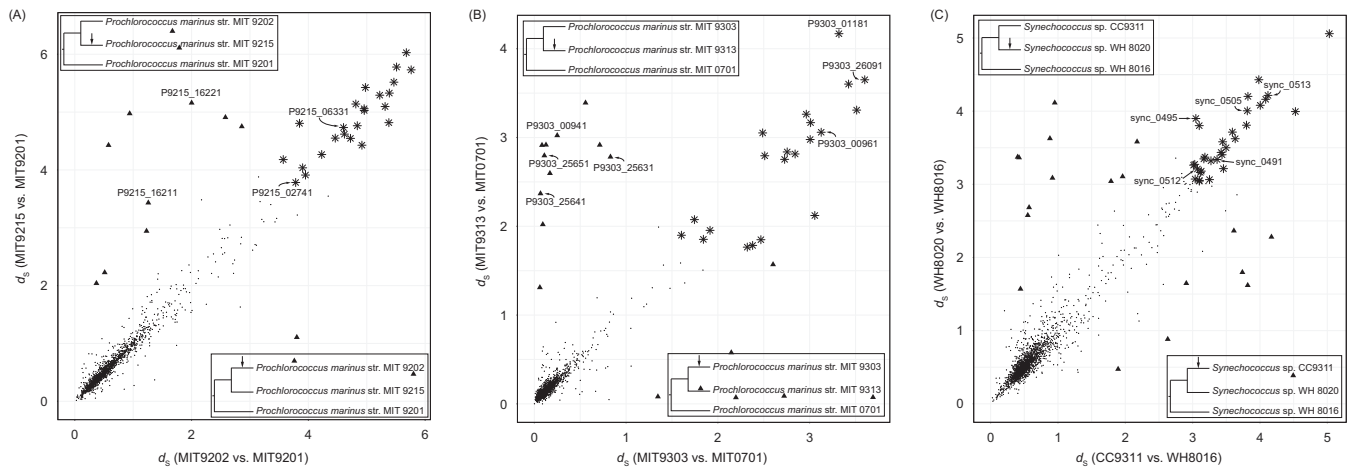 (A)
Prochlorococcus marinus str. MIT 9202
Prochlorococcus marinus str. MIT 9215
Prochlorococcus marinus str. MIT 9201
P9215_16221
P9215_06331
P9215_16211
P9215_02741
Prochlorococcus marinus str. MIT 9202
Prochlorococcus marinus str. MIT 9215
Prochlorococcus marinus str. MIT 9201
6
4
2
0
0 2 4 6
dS (MIT9215 vs. MIT9201)
dS (MIT9202 vs. MIT9201)
(B)
Prochlorococcus marinus str. MIT 9303
Prochlorococcus marinus str. MIT 9313
Prochlorococcus marinus str. MIT 0701
P9303_01181
P9303_26091
P9303_00941
P9303_00961
P9303_25651
P9303_25631
P9303_25641
Prochlorococcus marinus str. MIT 9303
Prochlorococcus marinus str. MIT 9313
Prochlorococcus marinus str. MIT 0701
4
3
2
1
0
0 1 2 3
dS (MIT9313 vs. MIT0701)
dS (MIT9303 vs. MIT0701)
(C)
Synechococcus sp. CC9311
Synechococcus sp. WH 8020
Synechococcus sp. WH 8016
sync_0513
sync_0505
sync_0495
sync_0491
sync_0512
Synechococcus sp. CC9311
Synechococcus sp. WH 8020
Synechococcus sp. WH 8016
5
4
3
2
1
0
0 1 2 3 4 5
dS (WH8020 vs. WH8016)
dS (CC9311 vs. WH8016)